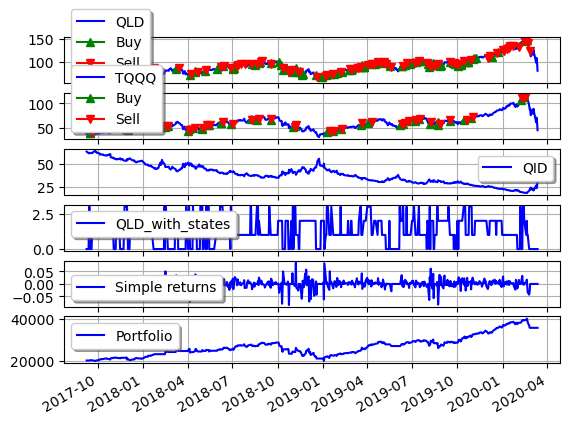 QLD
Buy
Sell
150
100
TQQQ
Buy
Sell
100
50
QID
50
25
QLD_with_states
2.5
0.0
Simple returns
0.05
0.00
−0.05
Portfolio
40000
20000
2017-10
2018-01
2018-04
2018-07
2018-10
2019-01
2019-04
2019-07
2019-10
2020-01
2020-04